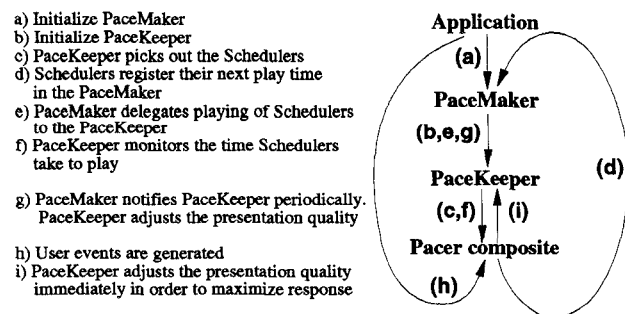 a) Initialize PaceMaker
b) Initialize PaceKeeper
c) PaceKeeper picks out the Schedulers
d) Schedulers register their next play time
in the PaceMaker
e) PaceMaker delegates playing of Schedulers
to the PaceKeeper
f) PaceKeeper monitors the time Schedulers
take to play
g) PaceMaker notifies PaceKeeper periodically.
PaceKeeper adjusts the presentation quality
h) User events are generated
i) PaceKeeper adjusts the presentation quality
immediately in order to maximize response
Application
(a)
PaceMaker
(b,e,g)
(d)
PaceKeeper
(c,f)
(i)
Pacer composite
(h)